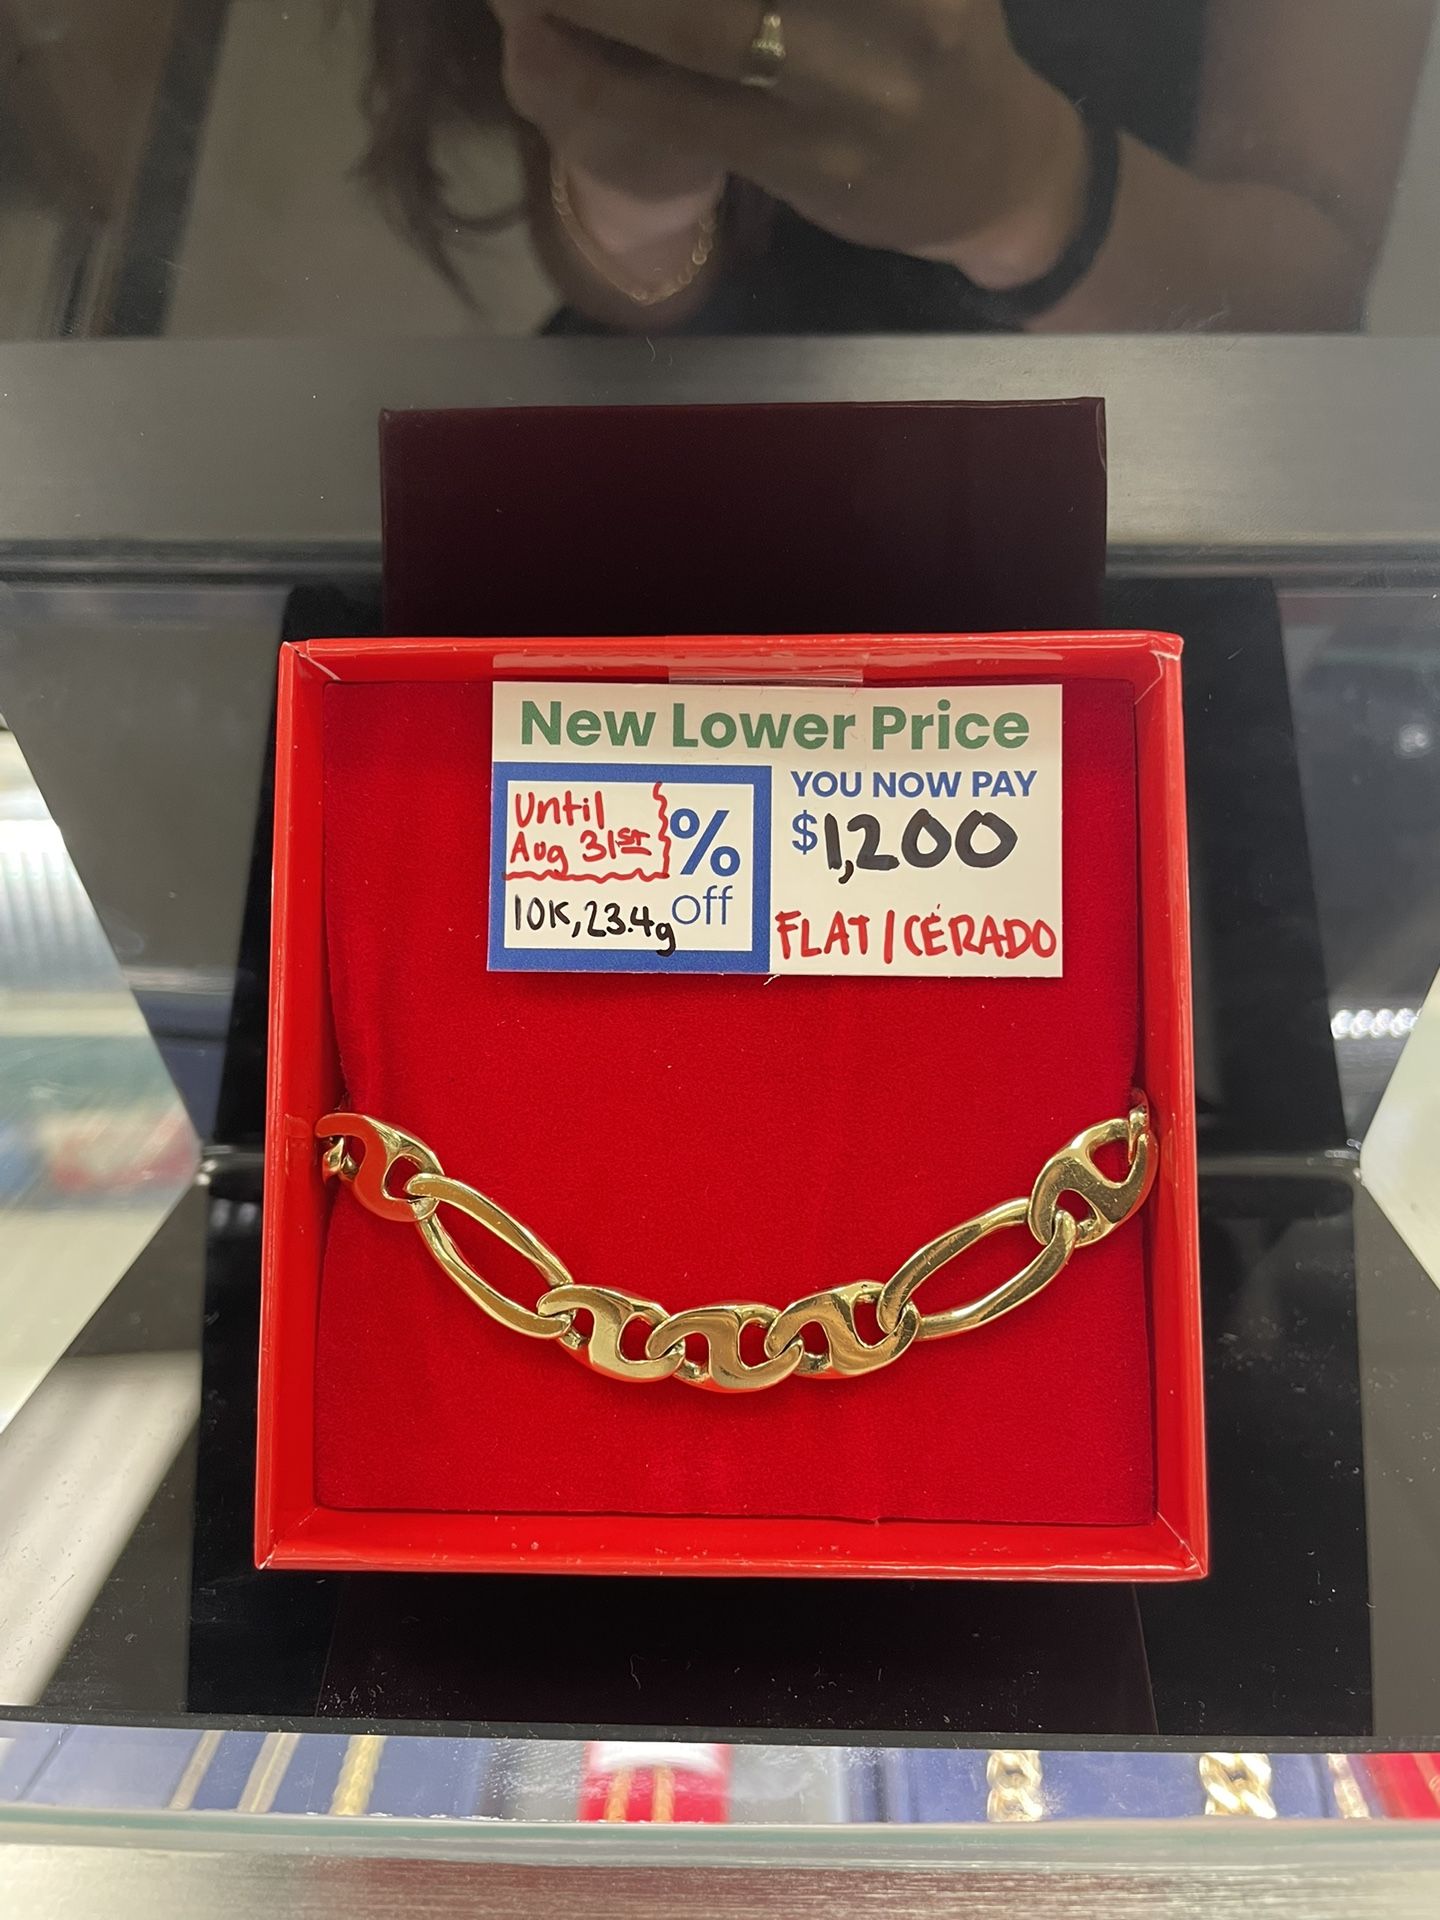 New Lower Price
Until
Aug 31ST
%
10K, 23.4g off
YOU NOW PAY
$1,200
FLAT / CÉRADO